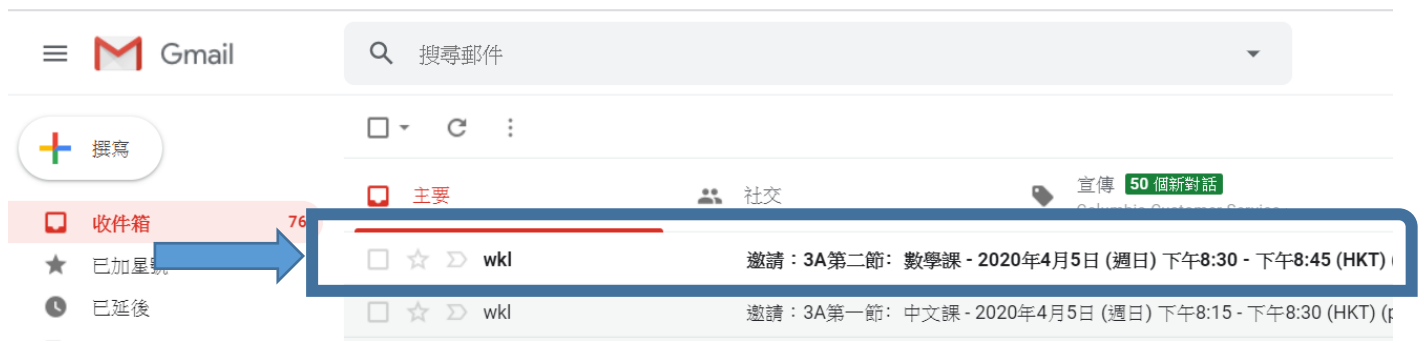 Gmail
搜尋郵件
撰寫
主要
社交
宣傳 50 個新對話
Columbia Customer Service
收件箱 76
已加星號
wkl 邀請：3A第二節：數學課 - 2020年4月5日 (週日) 下午8:30 - 下午8:45 (HKT) (
已延後
wkl 邀請：3A第一節：中文課 - 2020年4月5日 (週日) 下午8:15 - 下午8:30 (HKT) (p